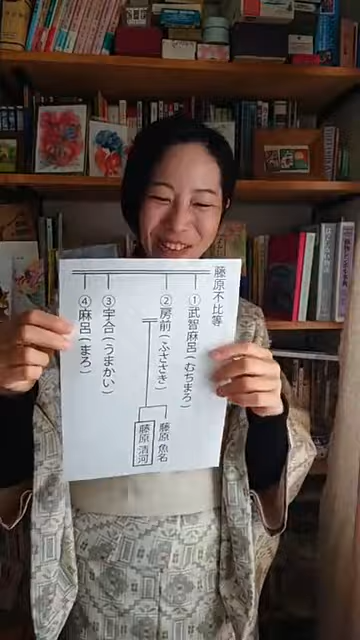 藤原不比等
①武智麻呂(むちまろ)
②房前(ふささき)
③宇合(うまかい)
④麻呂(まろ)
藤原 魚名
藤原 清河